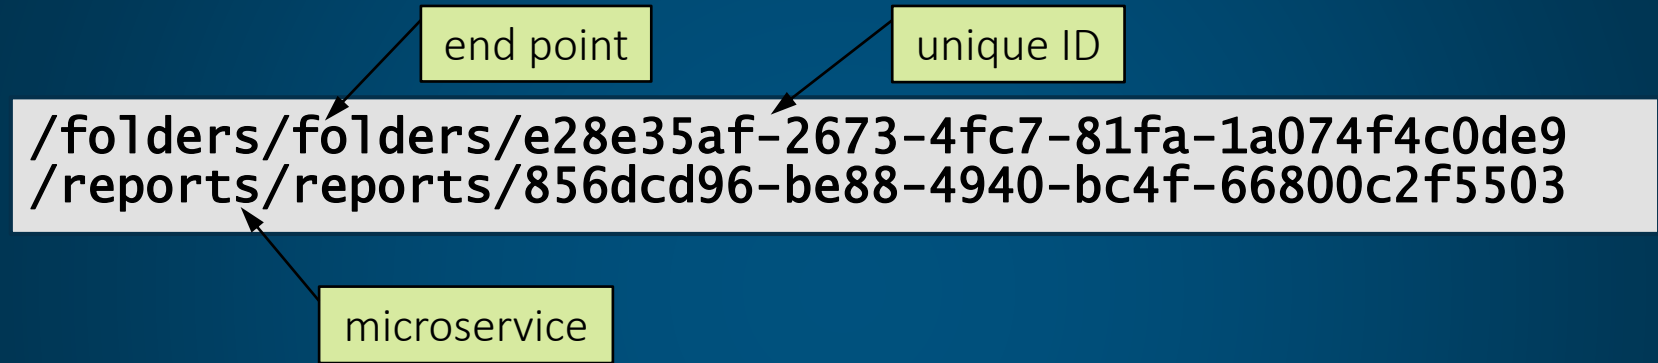 end point
unique ID
/folders/folders/e28e35af-2673-4fc7-81fa-1a074f4c0de9
/reports/reports/856dcd96-be88-4940-bc4f-66800c2f5503
microservice